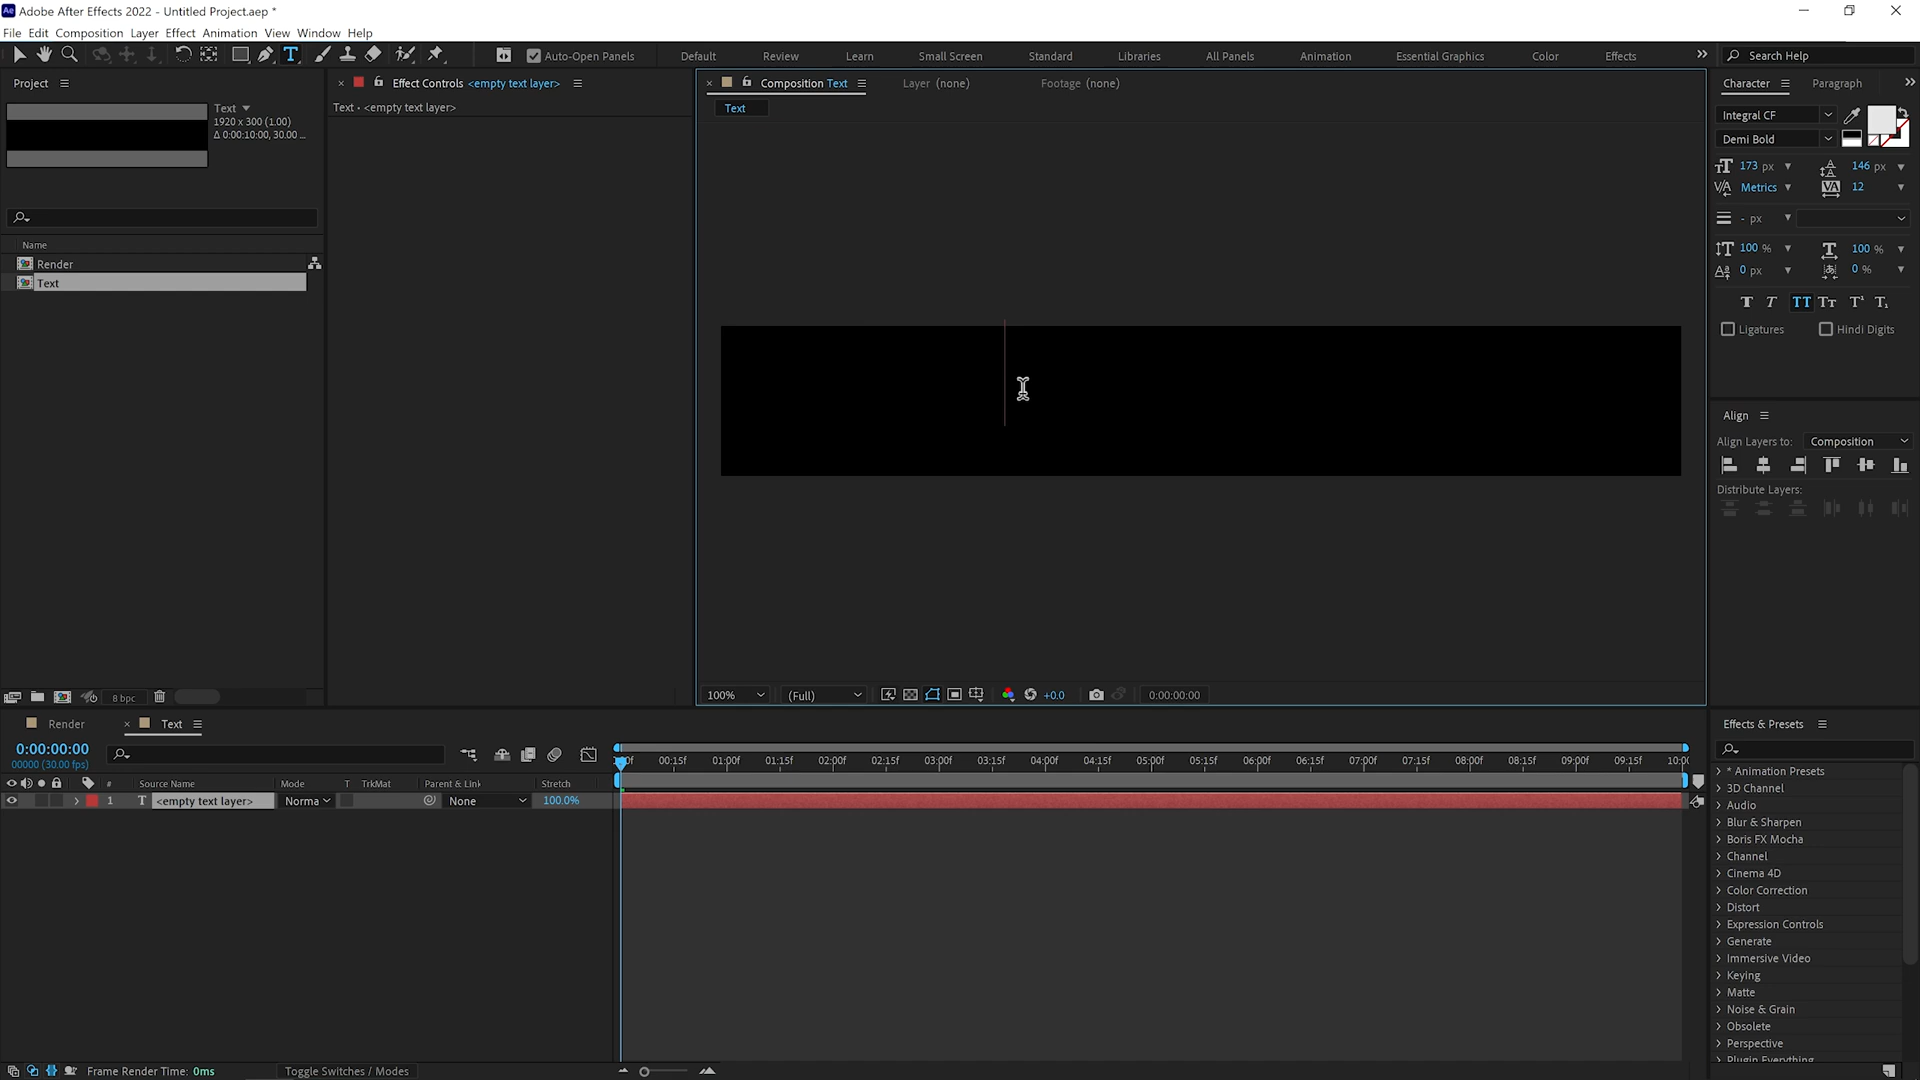 Adobe After Effects 2022 - Untitled Project.aep *
File Edit Composition Layer Effect Animation View Window Help
Auto-Open Panels Default Review Learn Small Screen Standard Libraries All Panels Animation Essential Graphics Color Effects Search Help
Project
Text
1920 x 300 (1.00)
Δ 0:00:10:00, 30.00 ...
Name
Render
Text
8 bpc
Effect Controls <empty text layer>
Text • <empty text layer>
Composition Text Layer (none) Footage (none)
Text
100% (Full) +0.0 0:00:00:00
Character Paragraph
Integral CF
Demi Bold
173 px 146 px
Metrics 12
- px
100 % 100 %
0 px 0 %
Ligatures Hindi Digits
Align
Align Layers to: Composition
Distribute Layers:
Render Text
0:00:00:00
00000 (30.00 fps)
00:15f 01:00f 01:15f 02:00f 02:15f 03:00f 03:15f 04:00f 04:15f 05:00f 05:15f 06:00f 06:15f 07:00f 07:15f 08:00f 08:15f 09:00f 09:15f
# Source Name Mode T TrkMat Parent & Link Stretch
1 T <empty text layer> Norma None 100.0%
Frame Render Time: 0ms Toggle Switches / Modes
Effects & Presets
* Animation Presets
3D Channel
Audio
Blur & Sharpen
Boris FX Mocha
Channel
Cinema 4D
Color Correction
Distort
Expression Controls
Generate
Immersive Video
Keying
Matte
Noise & Grain
Obsolete
Perspective
Plugin Everything